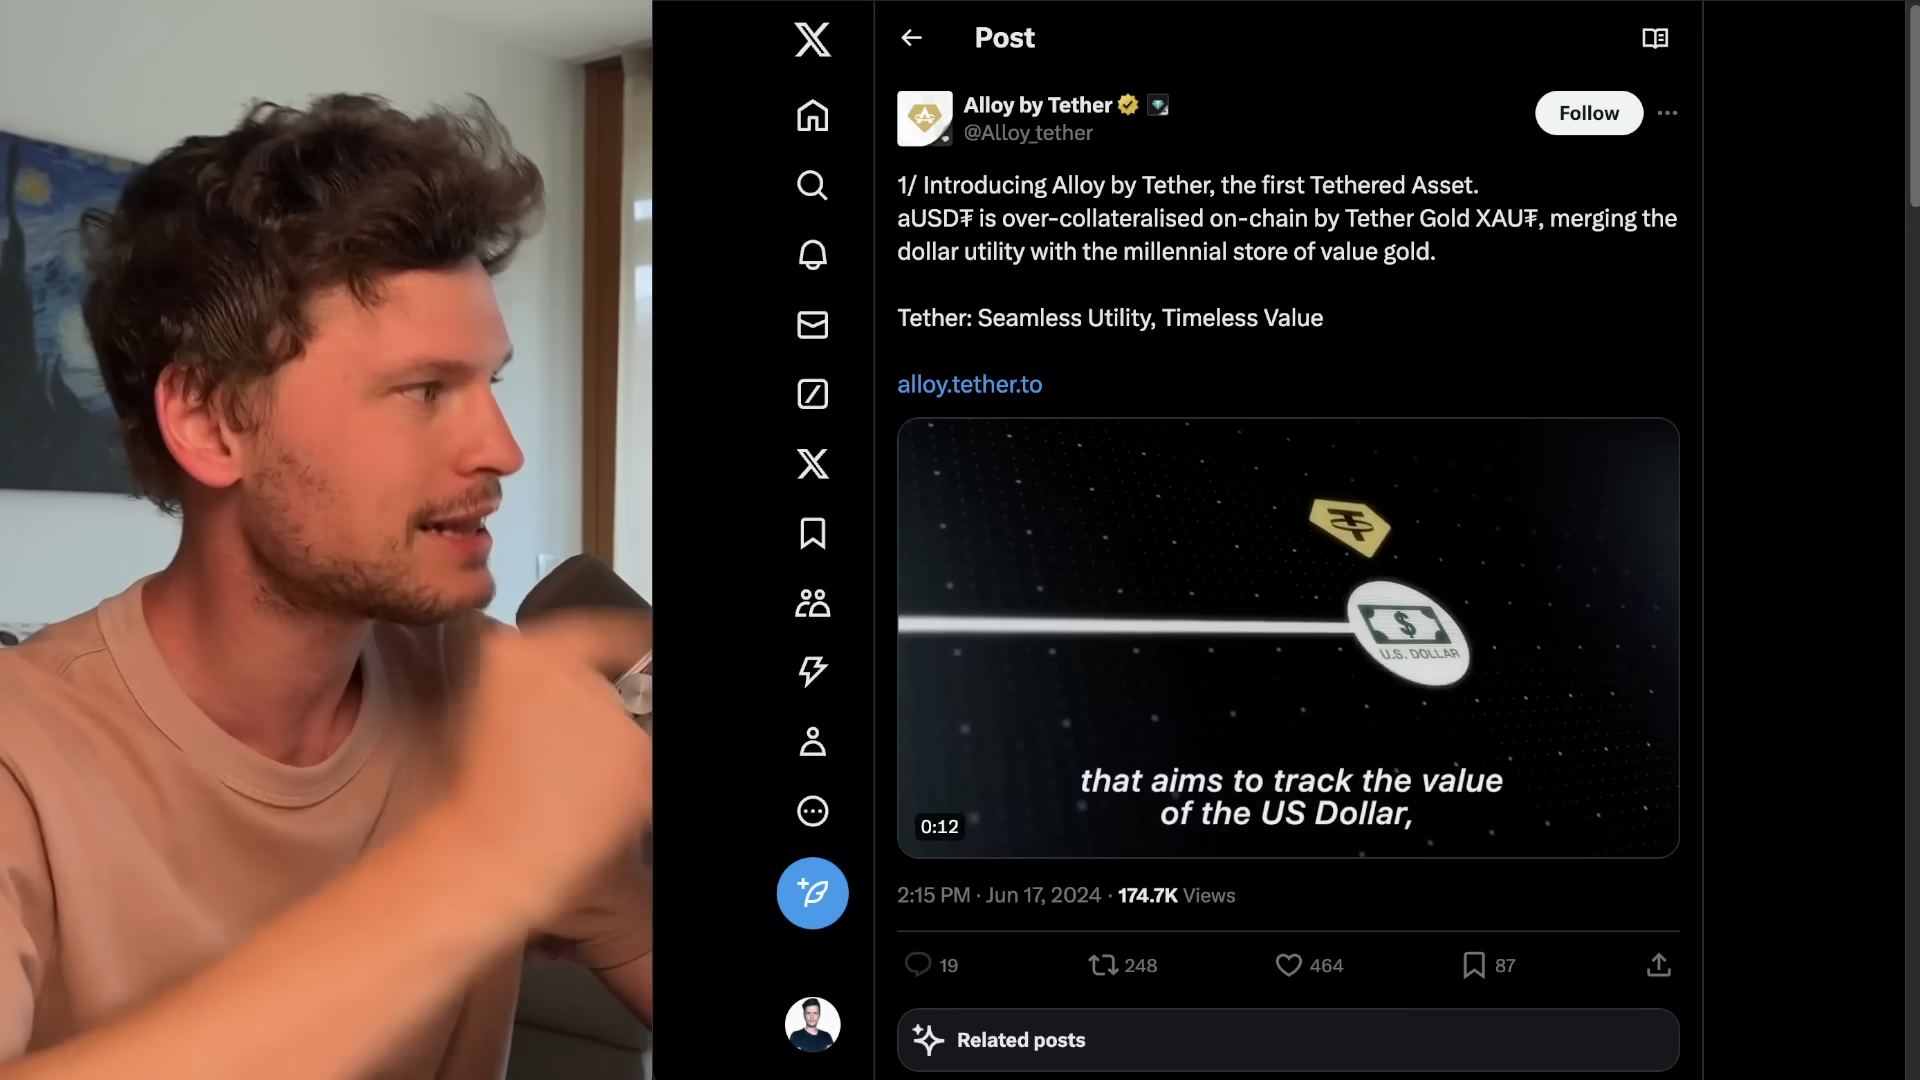 Post
Alloy by Tether
@Alloy_tether
Follow
1/ Introducing Alloy by Tether, the first Tethered Asset.
aUSD₮ is over-collateralised on-chain by Tether Gold XAU₮, merging the
dollar utility with the millennial store of value gold.
Tether: Seamless Utility, Timeless Value
alloy.tether.to
$
U.S. DOLLAR
that aims to track the value
of the US Dollar,
0:12
2:15 PM · Jun 17, 2024 · 174.7K Views
19
248
464
87
Related posts